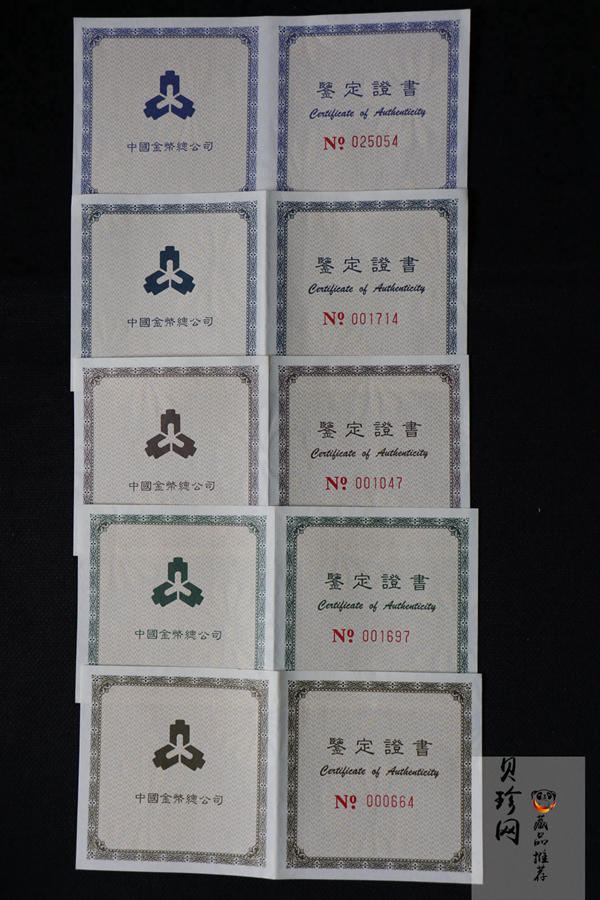 中國金幣總公司
鑒定證書
Certificate of Authenticity
Nº 025054
中國金幣總公司
鑒定證書
Certificate of Authenticity
Nº 001714
中國金幣總公司
鑒定證書
Certificate of Authenticity
Nº 001047
中國金幣總公司
鑒定證書
Certificate of Authenticity
Nº 001697
中國金幣總公司
鑒定證書
Certificate of Authenticity
Nº 000664
贝珍网
藏品推荐